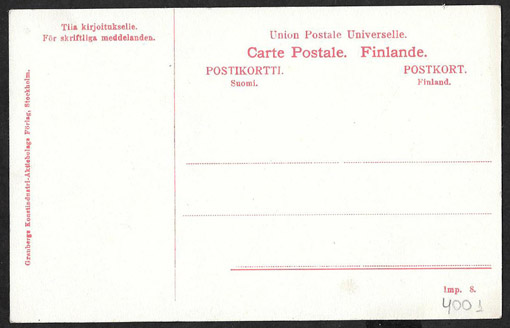 Tiia kirjoitukselle.
För skriftliga meddelanden.
Granbergs Konstindustri-Aktiebolags Förlag, Stockholm.
Union Postale Universelle.
Carte Postale. Finlande.
POSTIKORTTI. POSTKORT.
Suomi. Finland.
Imp. S.
4001